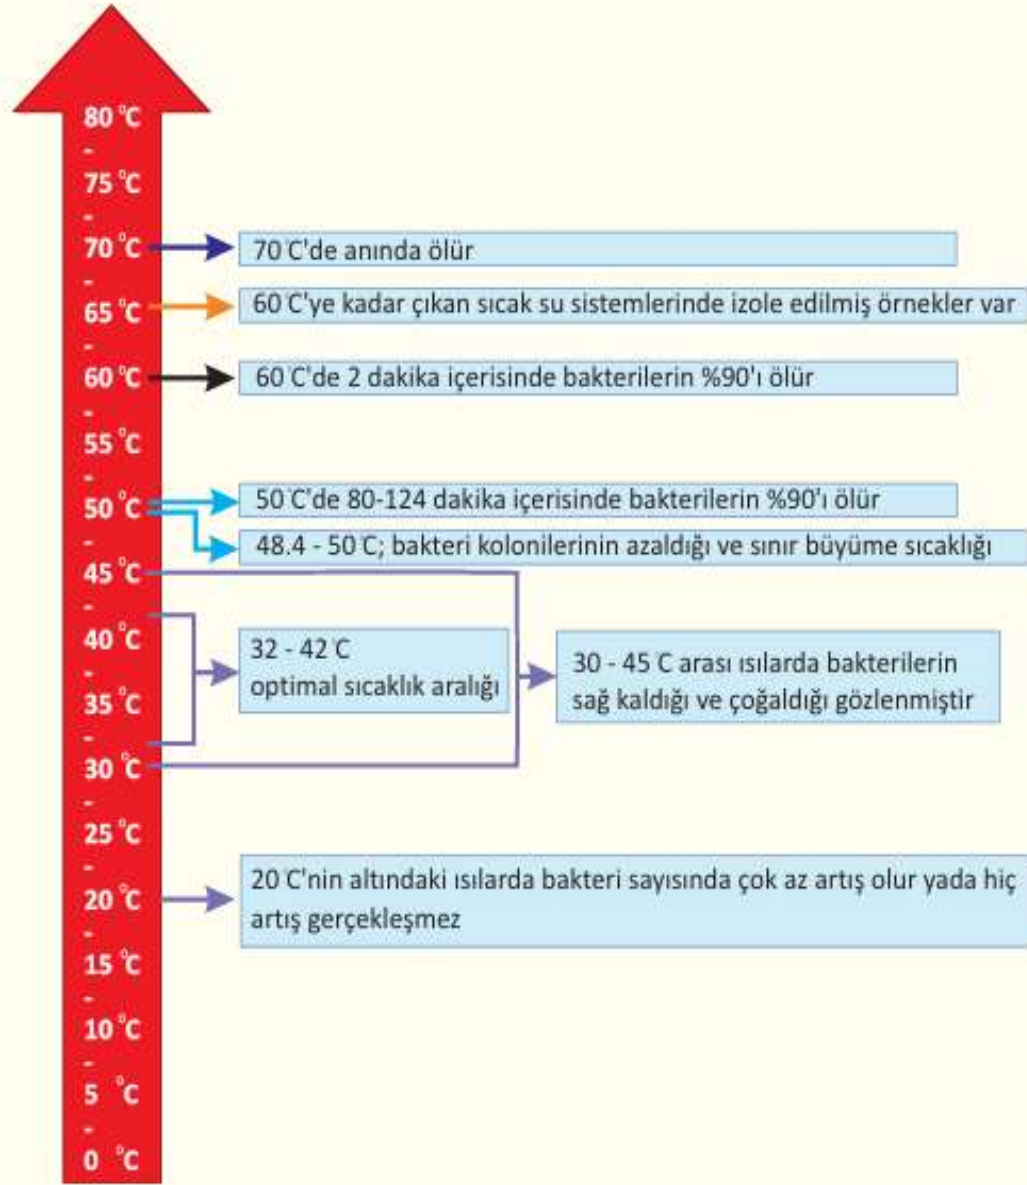 80 °C
-
75 °C
-
70 °C
70 C'de anında ölür
65 °C
60 C'ye kadar çıkan sıcak su sistemlerinde izole edilmiş örnekler var
-
60 °C
60 C'de 2 dakika içerisinde bakterilerin %90'ı ölür
-
55 °C
-
50 °C
50 C'de 80-124 dakika içerisinde bakterilerin %90'ı ölür
48.4 - 50 C; bakteri kolonilerinin azaldığı ve sınır büyüme sıcaklığı
-
45 °C
-
40 °C
32 - 42 C
optimal sıcaklık aralığı
30 - 45 C arası ısılarda bakterilerin
sağ kaldığı ve çoğaldığı gözlenmiştir
-
35 °C
-
30 °C
-
25 °C
-
20 °C
20 C'nin altındaki ısılarda bakteri sayısında çok az artış olur yada hiç
artış gerçekleşmez
-
15 °C
-
10 °C
-
5 °C
-
0 °C